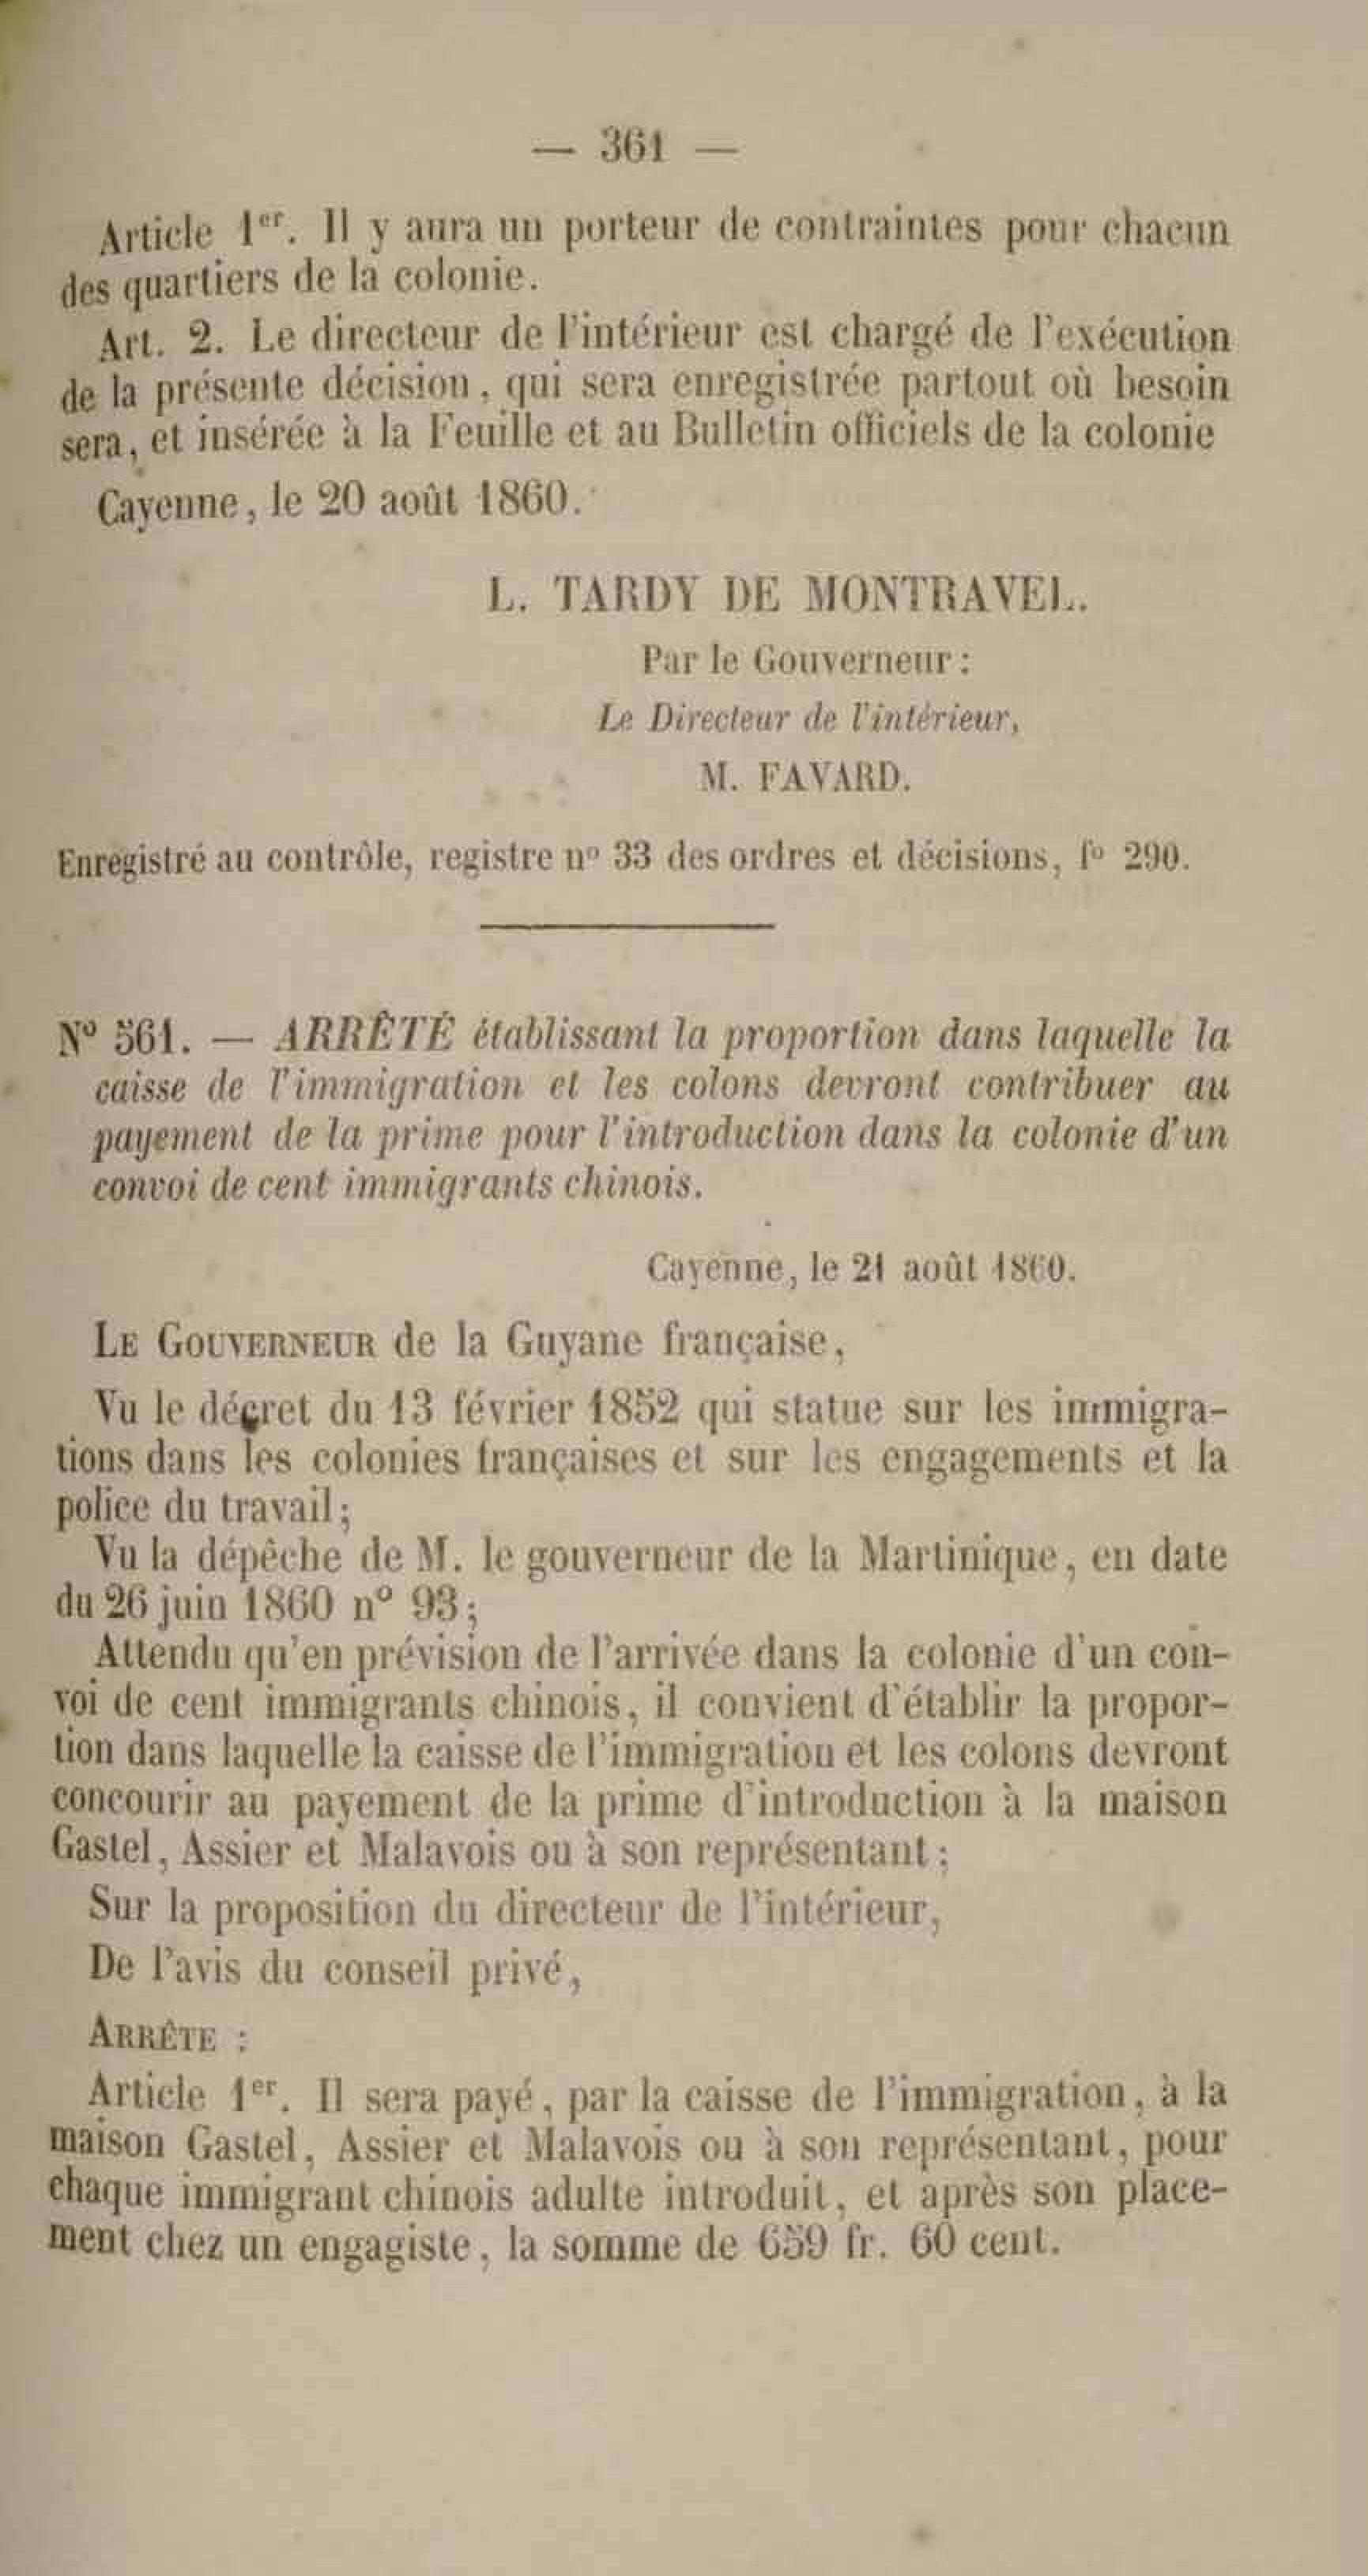 — 361 —
Article 1er. Il y aura un porteur de contraintes pour chacun
des quartiers de la colonie.
Art. 2. Le directeur de l'intérieur est chargé de l'exécution
de la présente décision, qui sera enregistrée partout où besoin
sera, et insérée à la Feuille et au Bulletin officiels de la colonie
Cayenne, le 20 août 1860.
L. TARDY DE MONTRAVEL.
Par le Gouverneur :
Le Directeur de l'intérieur,
M. FAVARD.
Enregistré au contrôle, registre nº 33 des ordres et décisions, fº 290.
Nº 561. — ARRÊTÉ établissant la proportion dans laquelle la
caisse de l'immigration et les colons devront contribuer au
payement de la prime pour l'introduction dans la colonie d'un
convoi de cent immigrants chinois.
Cayenne, le 21 août 1860.
LE GOUVERNEUR de la Guyane française,
Vu le décret du 13 février 1852 qui statue sur les immigra-
tions dans les colonies françaises et sur les engagements et la
police du travail;
Vu la dépêche de M. le gouverneur de la Martinique, en date
du 26 juin 1860 nº 93;
Attendu qu'en prévision de l'arrivée dans la colonie d'un con-
voi de cent immigrants chinois, il convient d'établir la propor-
tion dans laquelle la caisse de l'immigration et les colons devront
concourir au payement de la prime d'introduction à la maison
Gastel, Assier et Malavois ou à son représentant;
Sur la proposition du directeur de l'intérieur,
De l'avis du conseil privé,
ARRÊTE :
Article 1er. Il sera payé, par la caisse de l'immigration, à la
maison Gastel, Assier et Malavois ou à son représentant, pour
chaque immigrant chinois adulte introduit, et après son place-
ment chez un engagiste, la somme de 659 fr. 60 cent.